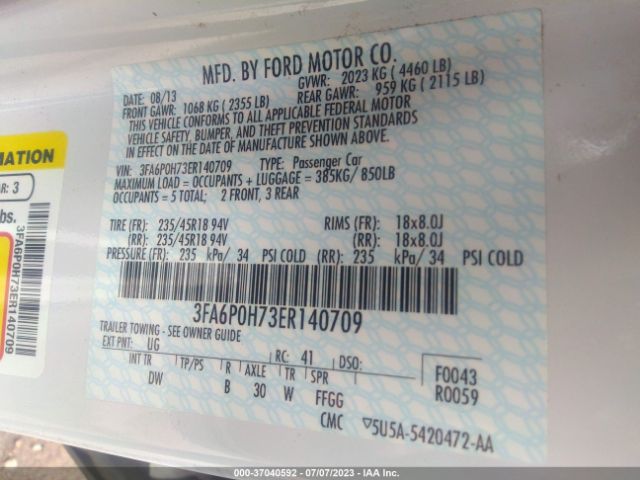 MFD. BY FORD MOTOR CO.
DATE: 08/13 GVWR: 2023 KG ( 4460 LB)
FRONT GAWR: 1068 KG ( 2355 LB) REAR GAWR: 959 KG ( 2115 LB)
THIS VEHICLE CONFORMS TO ALL APPLICABLE FEDERAL MOTOR
VEHICLE SAFETY, BUMPER, AND THEFT PREVENTION STANDARDS
IN EFFECT ON THE DATE OF MANUFACTURE SHOWN ABOVE.
VIN: 3FA6P0H73ER140709 TYPE: Passenger Car
MAXIMUM LOAD = OCCUPANTS + LUGGAGE = 385KG/ 850LB
OCCUPANTS = 5 TOTAL; 2 FRONT, 3 REAR
TIRE (FR): 235/45R18 94V RIMS (FR): 18x8.0J
(RR): 235/45R18 94V (RR): 18x8.0J
PRESSURE (FR): 235 kPa/ 34 PSI COLD (RR): 235 kPa/ 34 PSI COLD
3FA6P0H73ER140709
TRAILER TOWING - SEE OWNER GUIDE
EXT PNT: UG RC: 41 DSO:
INT TR TP/PS R AXLE TR SPR F0043
DW B 30 W FFGG R0059
CMC 5U5A-5420472-AA
MATION
AR: 3
lbs.
3FA6P0H73ER140709
000-37040592 - 07/07/2023 - IAA Inc.